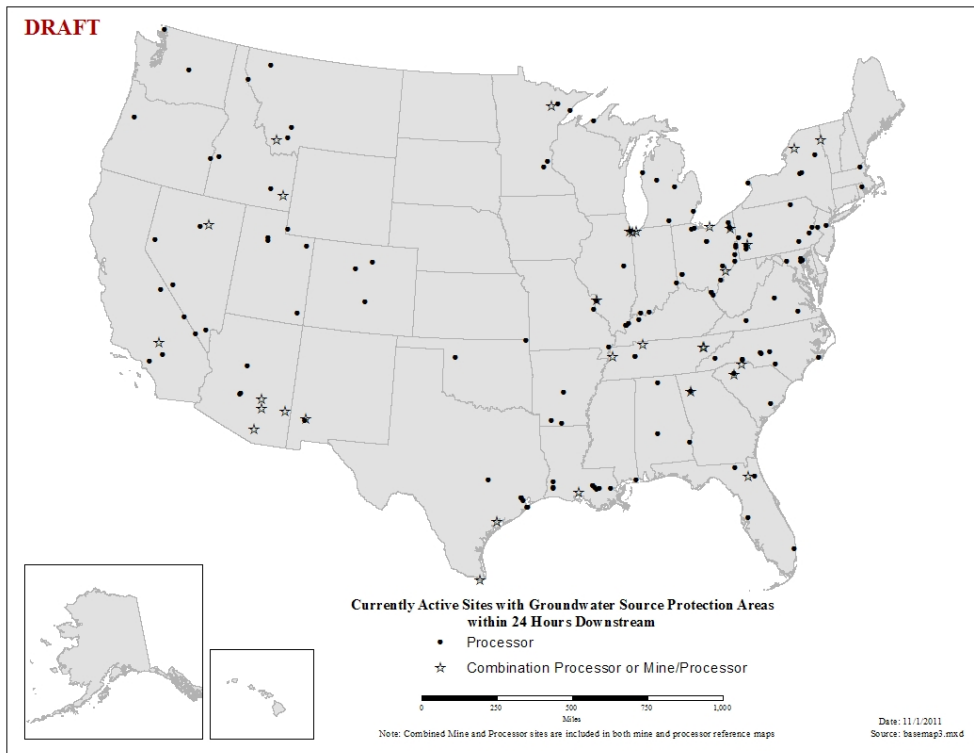 DRAFT
Currently Active Sites with Groundwater Source Protection Areas
within 24 Hours Downstream
Processor
Combination Processor or Mine/Processor
0 250 500 750 1,000
Miles
Date: 11/1/2011
Note: Combined Mine and Processor sites are included in both mine and processor reference maps
Source: basemap3.mxd